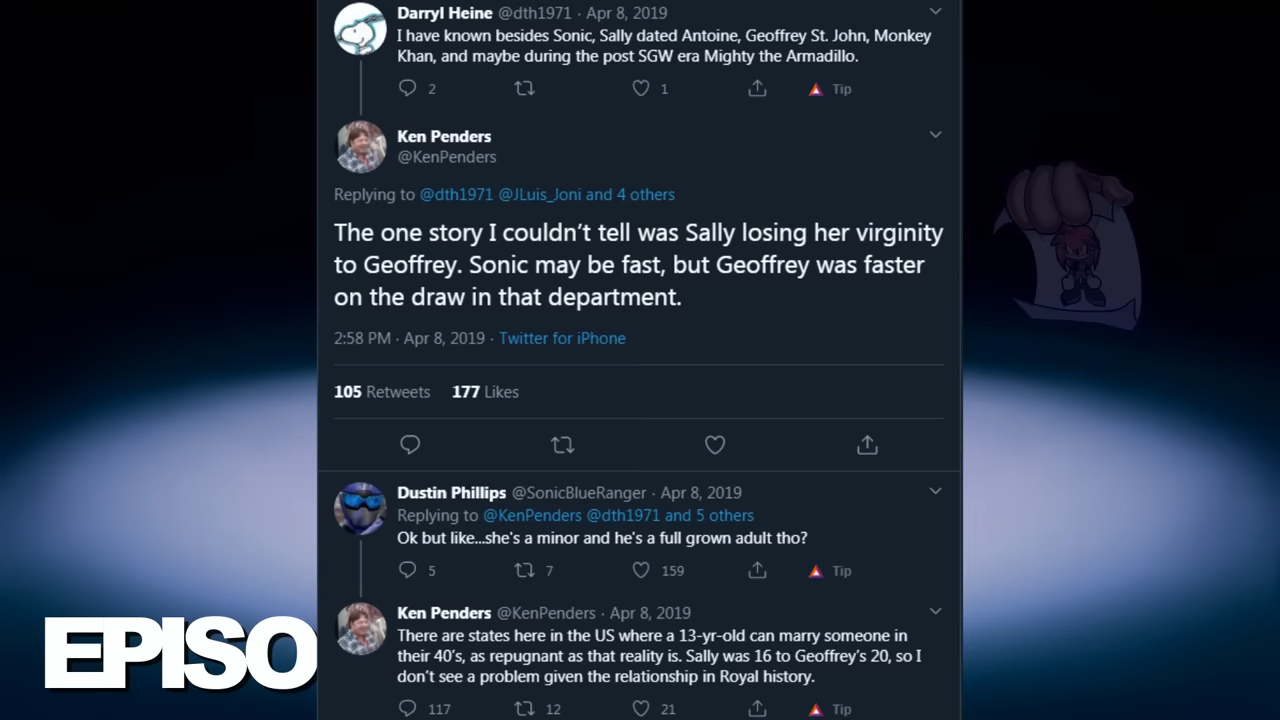 Darryl Heine @dth1971 · Apr 8, 2019
I have known besides Sonic, Sally dated Antoine, Geoffrey St. John, Monkey
Khan, and maybe during the post SGW era Mighty the Armadillo.
2 1 Tip
Ken Penders
@KenPenders
Replying to @dth1971 @JLuis_Joni and 4 others
The one story I couldn’t tell was Sally losing her virginity
to Geoffrey. Sonic may be fast, but Geoffrey was faster
on the draw in that department.
2:58 PM · Apr 8, 2019 · Twitter for iPhone
105 Retweets 177 Likes
Dustin Phillips @SonicBlueRanger · Apr 8, 2019
Replying to @KenPenders @dth1971 and 5 others
Ok but like...she's a minor and he's a full grown adult tho?
5 7 159 Tip
Ken Penders @KenPenders · Apr 8, 2019
There are states here in the US where a 13-yr-old can marry someone in
their 40’s, as repugnant as that reality is. Sally was 16 to Geoffrey’s 20, so I
don’t see a problem given the relationship in Royal history.
117 12 21 Tip
EPISO